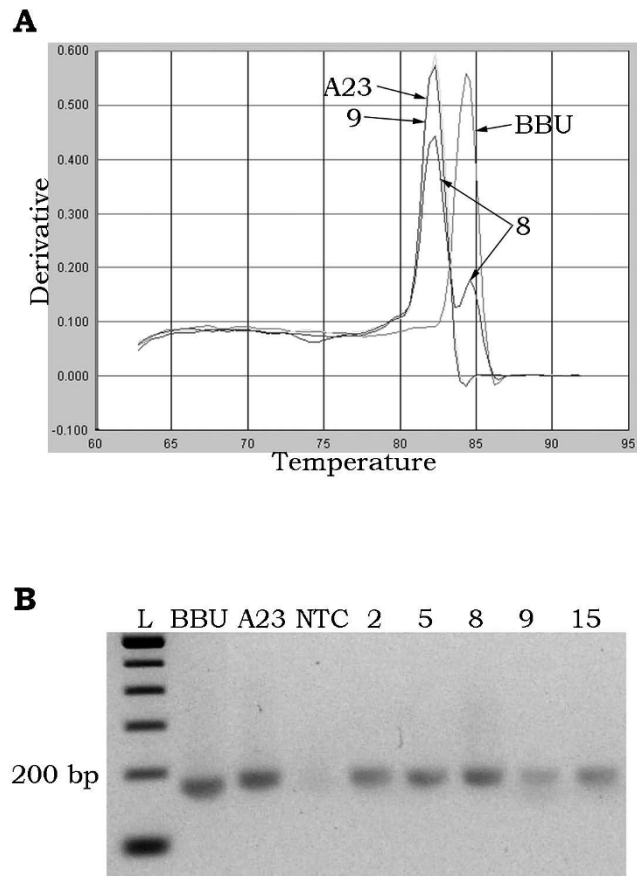 A
0.600
0.500
0.400
0.300
0.200
0.100
0.000
-0.100
Derivative
A23
9
BBU
8
60 65 70 75 80 85 90 95
Temperature
B
L BBU A23 NTC 2 5 8 9 15
200 bp